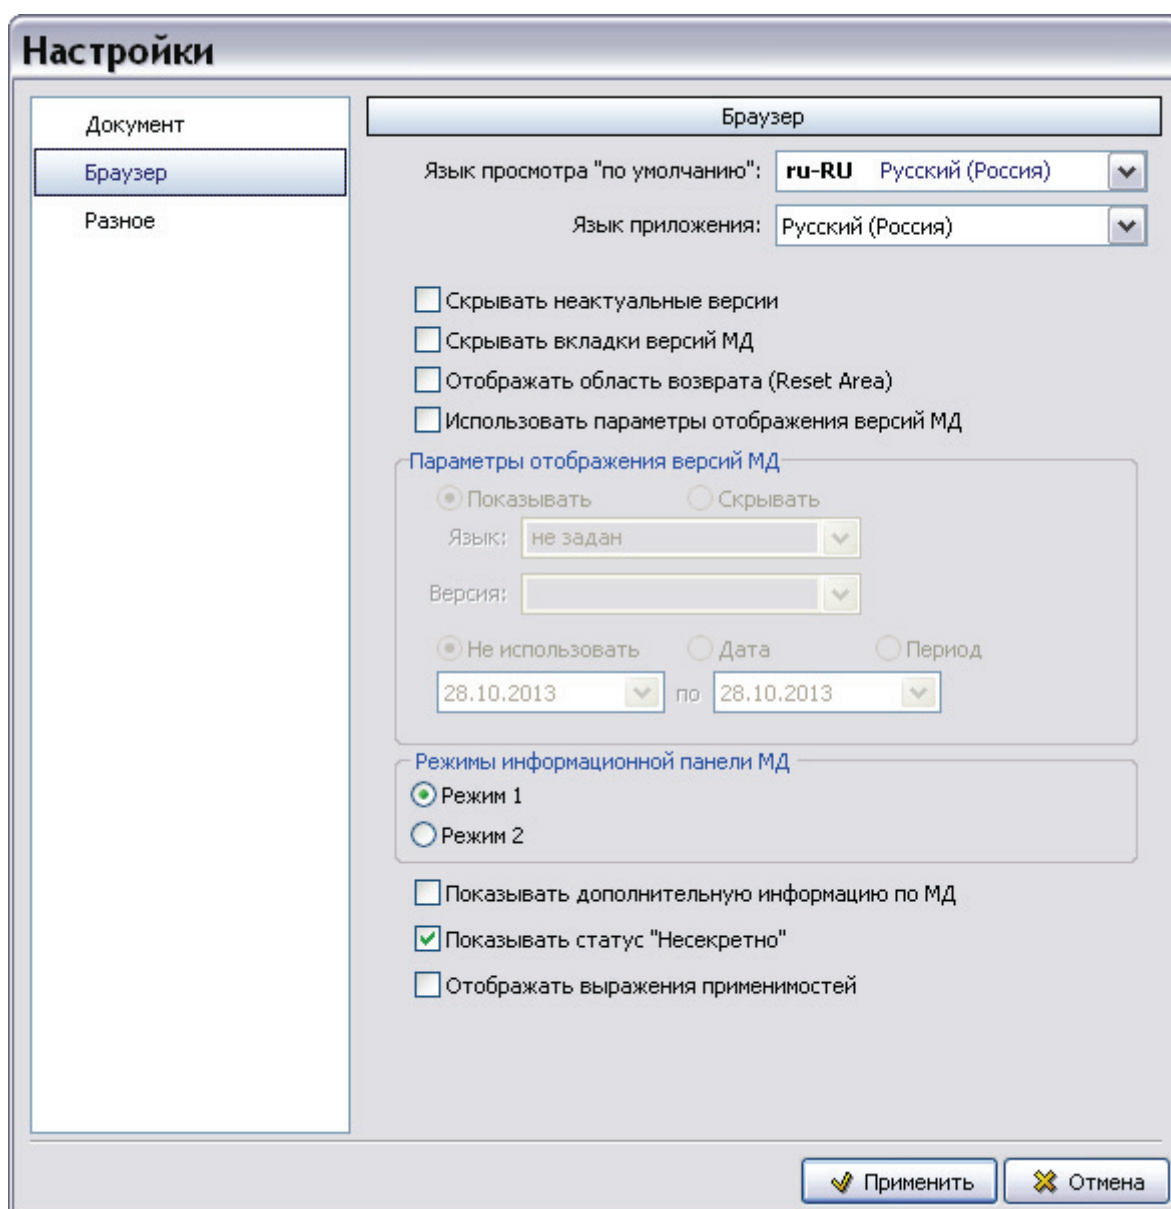 Настройки
Документ
Браузер
Разное
Браузер
Язык просмотра "по умолчанию": ru-RU Русский (Россия)
Язык приложения: Русский (Россия)
Скрывать неактуальные версии
Скрывать вкладки версий МД
Отображать область возврата (Reset Area)
Использовать параметры отображения версий МД
Параметры отображения версий МД
Показывать Скрывать
Язык: не задан
Версия:
Не использовать Дата Период
28.10.2013 по 28.10.2013
Режимы информационной панели МД
Режим 1
Режим 2
Показывать дополнительную информацию по МД
Показывать статус "Несекретно"
Отображать выражения применимостей
Применить Отмена